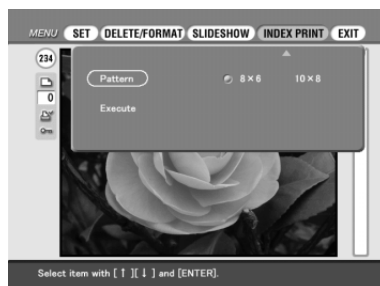 MENU SET DELETE/FORMAT SLIDESHOW INDEX PRINT EXIT
234
Pattern 8×6 10×8
0
Execute
Select item with [ ↑ ][ ↓ ] and [ENTER].